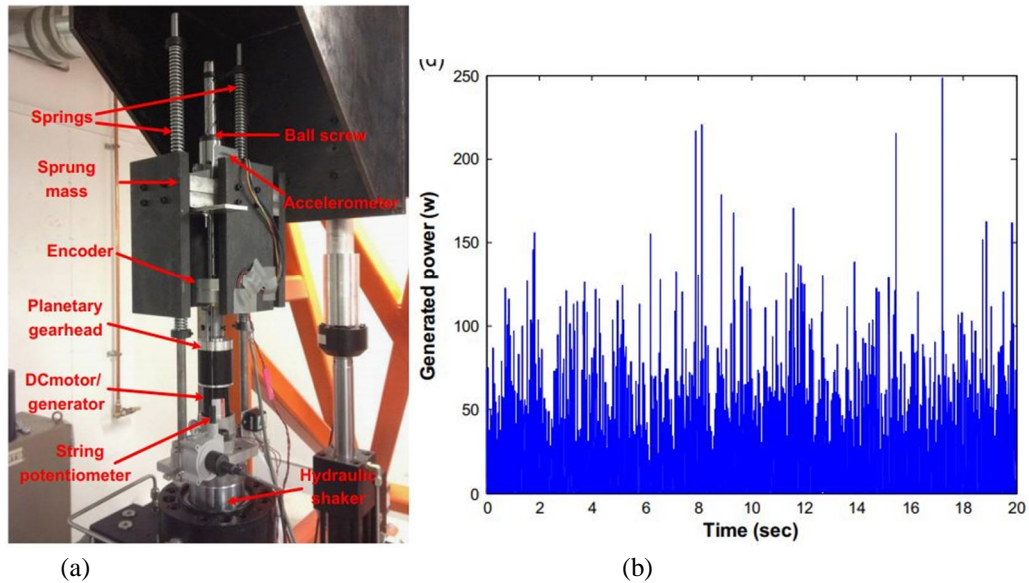 Springs
Ball screw
Sprung
mass
Accelerometer
Encoder
Planetary
gearhead
DCmotor/
generator
String
potentiometer
Hydraulic
shaker
(a)
250
200
150
100
50
0
Generated power (w)
0 2 4 6 8 10 12 14 16 18 20
Time (sec)
(b)